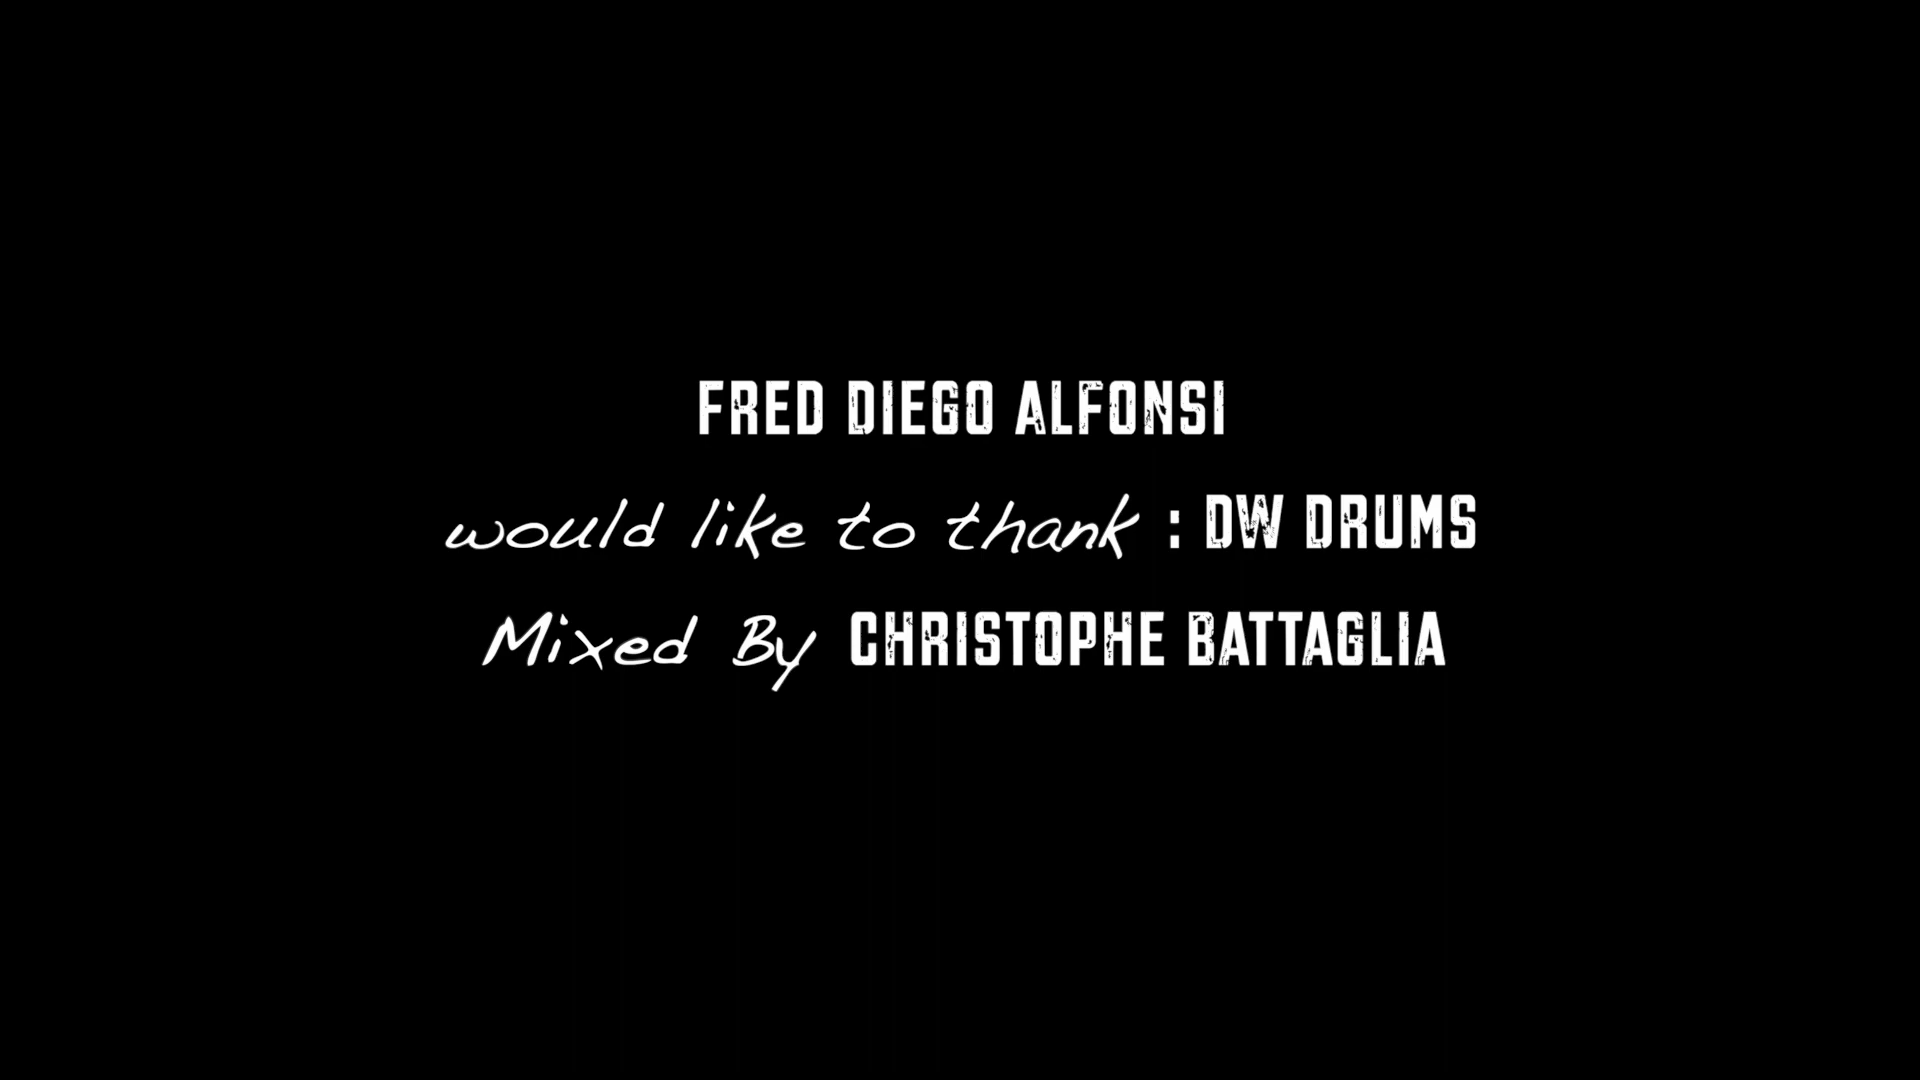 FRED DIEGO ALFONSI
would like to thank : DW DRUMS
Mixed By CHRISTOPHE BATTAGLIA